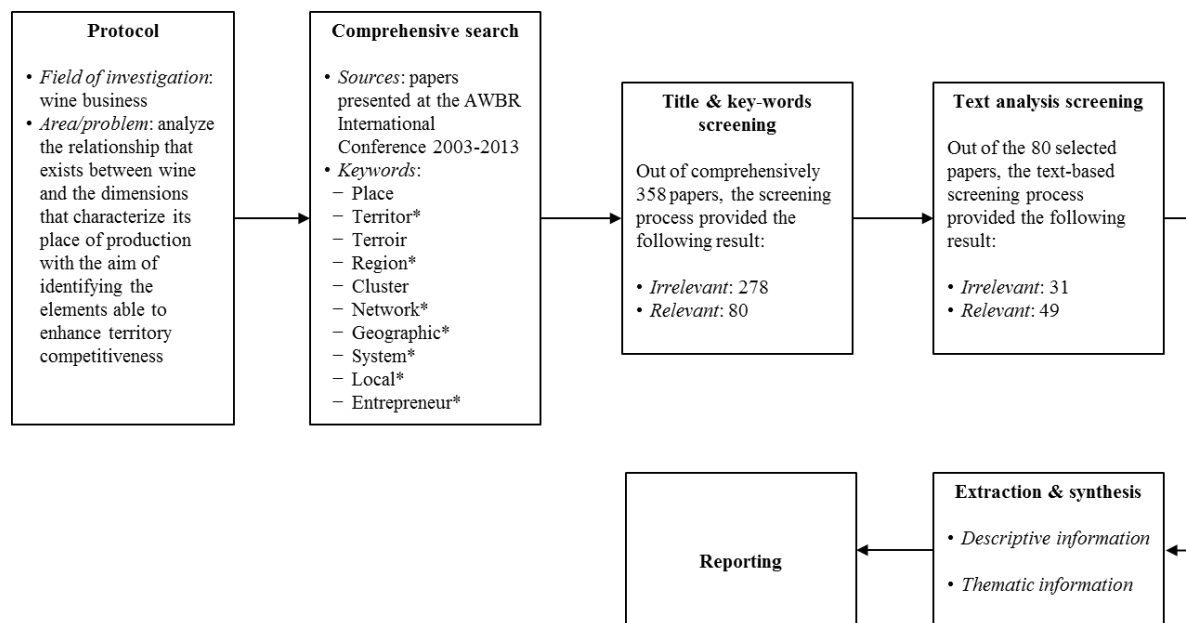 Protocol
• Field of investigation:
wine business
• Area/problem: analyze
the relationship that
exists between wine
and the dimensions
that characterize its
place of production
with the aim of
identifying the
elements able to
enhance territory
competitiveness
Comprehensive search
• Sources: papers
presented at the AWBR
International
Conference 2003-2013
• Keywords:
− Place
− Territor*
− Terroir
− Region*
− Cluster
− Network*
− Geographic*
− System*
− Local*
− Entrepreneur*
Title & key-words
screening
Out of comprehensively
358 papers, the screening
process provided the
following result:
• Irrelevant: 278
• Relevant: 80
Text analysis screening
Out of the 80 selected
papers, the text-based
screening process
provided the following
result:
• Irrelevant: 31
• Relevant: 49
Extraction & synthesis
• Descriptive information
• Thematic information
Reporting